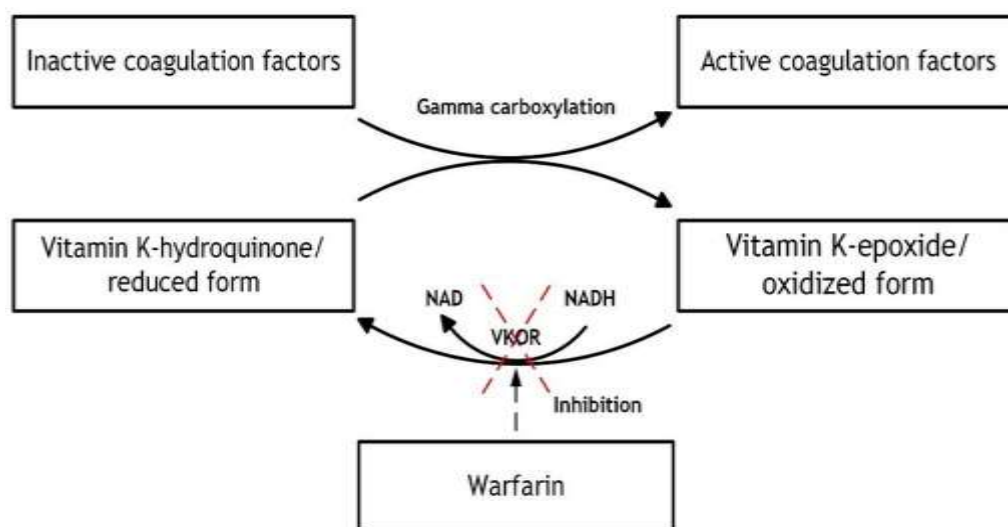 Inactive coagulation factors
Active coagulation factors
Gamma carboxylation
Vitamin K-hydroquinone/
reduced form
Vitamin K-epoxide/
oxidized form
NAD
NADH
VKOR
Inhibition
Warfarin